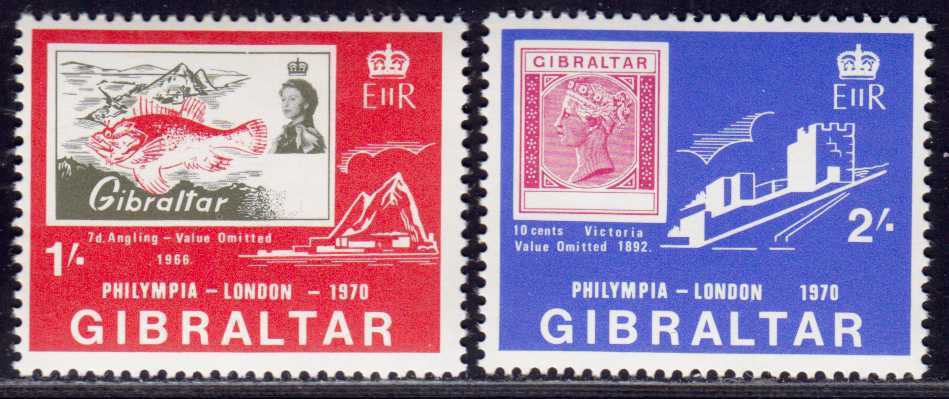 EIIR
Gibraltar
7d. Angling – Value Omitted
1966.
1/-
PHILYMPIA – LONDON – 1970
GIBRALTAR
EIIR
GIBRALTAR
10 cents Victoria
Value Omitted 1892.
2/-
PHILYMPIA – LONDON 1970
GIBRALTAR